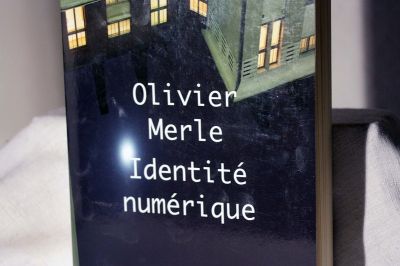 Olivier
Merle
Identité
numérique